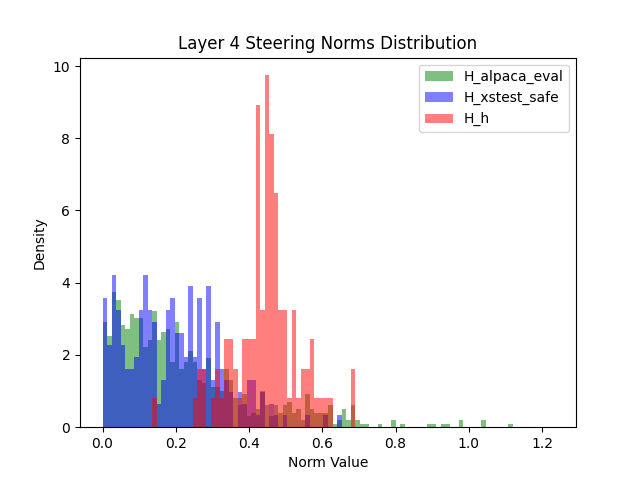 Layer 4 Steering Norms Distribution
H_alpaca_eval
H_xstest_safe
H_h
Density
10
8
6
4
2
0
0.0 0.2 0.4 0.6 0.8 1.0 1.2
Norm Value